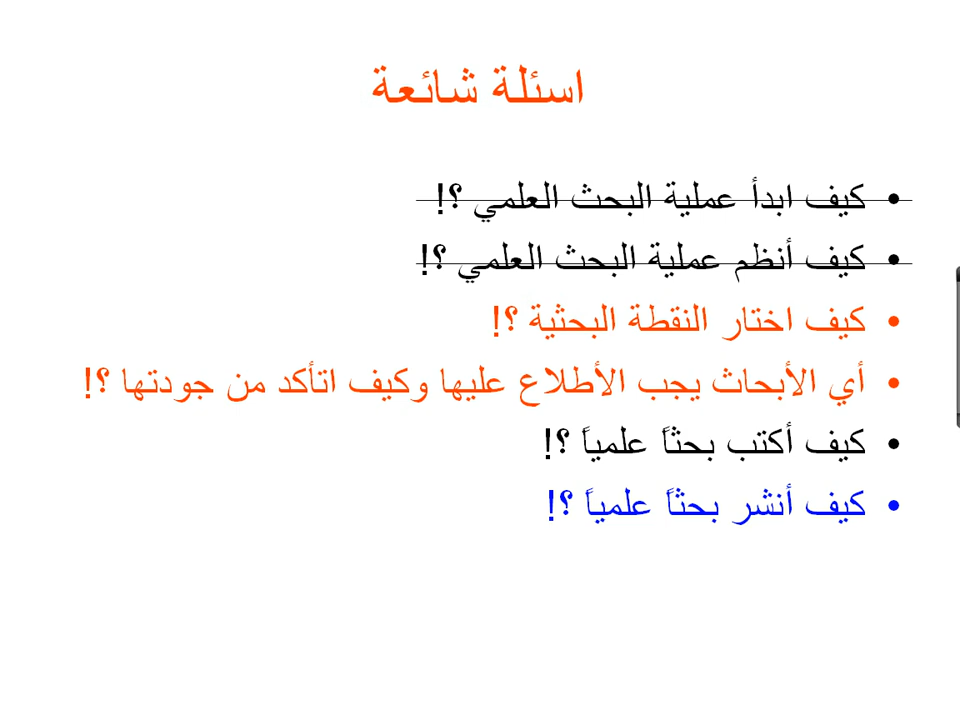 اسئلة شائعة
• كيف ابدأ عملية البحث العلمي ؟!
• كيف أنظم عملية البحث العلمي ؟!
• كيف اختار النقطة البحثية ؟!
• أي الأبحاث يجب الأطلاع عليها وكيف اتأكد من جودتها ؟!
• كيف أكتب بحثاً علمياً ؟!
• كيف أنشر بحثاً علمياً ؟!